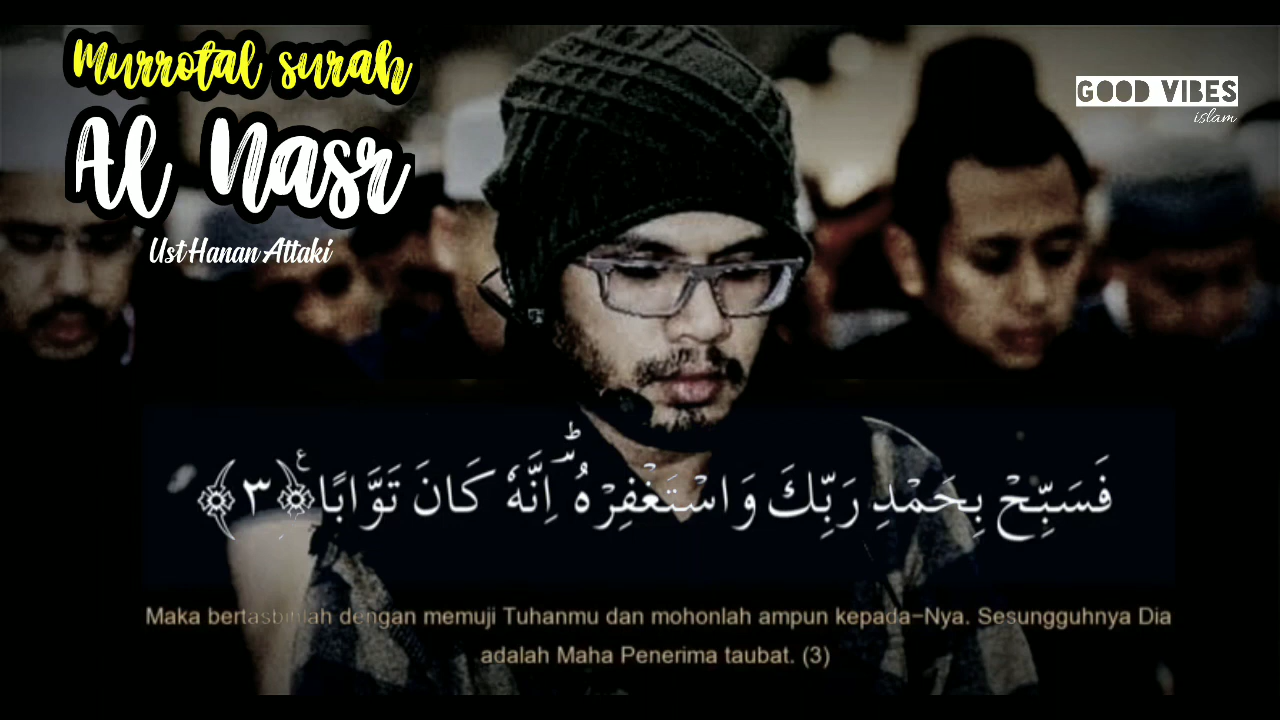 Murrotal surah
Al Nasr
Ust Hanan Attaki
GOOD VIBES
islam
فَسَبِّحْ بِحَمْدِ رَبِّكَ وَاسْتَغْفِرْهُ ؕ اِنَّهٗ كَانَ تَوَّابًا ࣖ ﴿٣﴾
Maka bertasbihlah dengan memuji Tuhanmu dan mohonlah ampun kepada-Nya. Sesungguhnya Dia
adalah Maha Penerima taubat. (3)